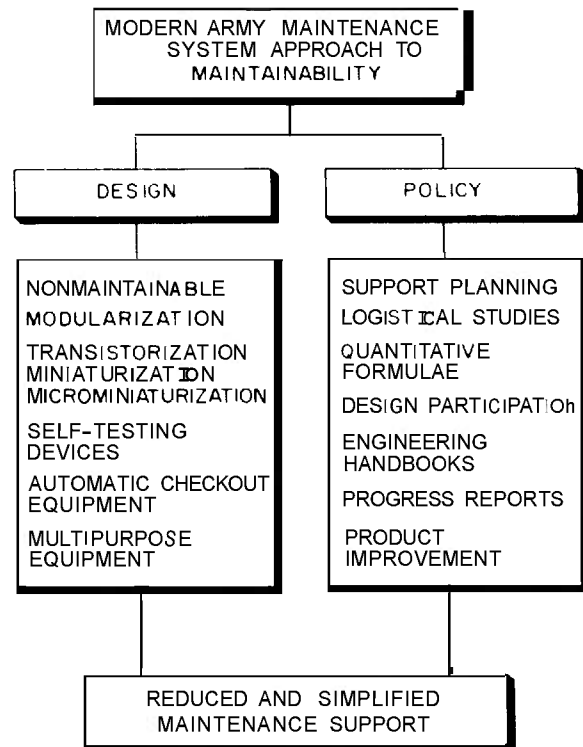 MODERN ARMY MAINTENANCE
SYSTEM APPROACH TO
MAINTAINABILITY
DESIGN
POLICY
NONMAINTAINABLE
MODULARIZATION
TRANSISTORIZATION
MINIATURIZATION
MICROMINIATURIZATION
SELF-TESTING
DEVICES
AUTOMATIC CHECKOUT
EQUIPMENT
MULTIPURPOSE
EQUIPMENT
SUPPORT PLANNING
LOGISTICAL STUDIES
QUANTITATIVE
FORMULAE
DESIGN PARTICIPATIOh
ENGINEERING
HANDBOOKS
PROGRESS REPORTS
PRODUCT
IMPROVEMENT
REDUCED AND SIMPLIFIED
MAINTENANCE SUPPORT